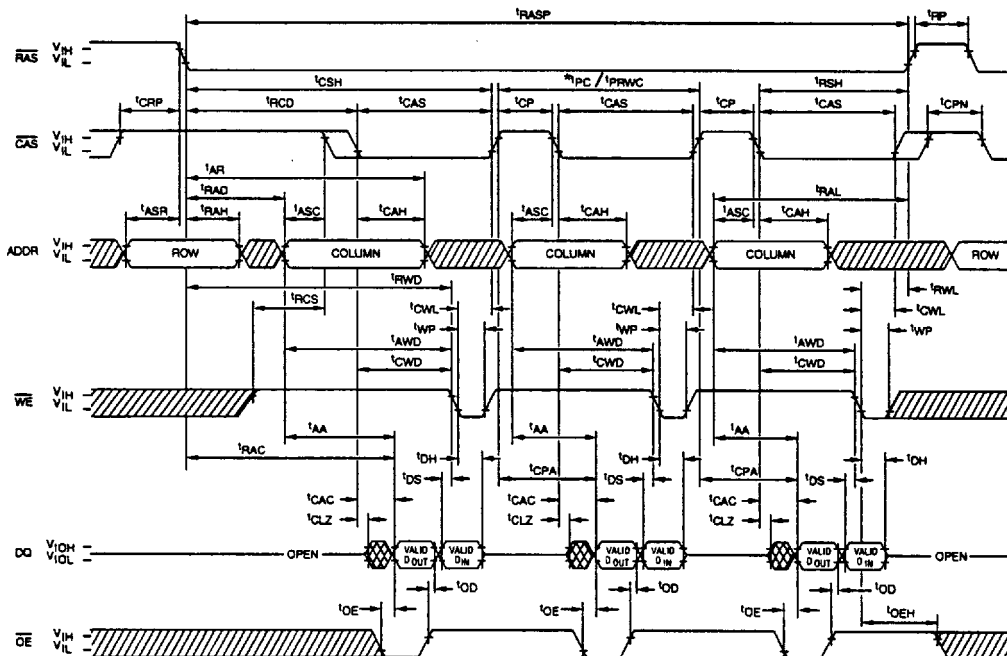 tRASP
tRP
RAS VIH VIL
tCSH
*tPC / tPRWC
tRSH
tCRP
tRCD
tCAS
tCP
tCAS
tCP
tCAS
tCPN
CAS VIH VIL
tAR
tRAD
tRAL
tASR
tRAH
tASC
tCAH
tASC
tCAH
tASC
tCAH
ADDR VIH VIL
ROW
COLUMN
COLUMN
COLUMN
ROW
tRWD
tRWL
tRCS
tCWL
tCWL
tCWL
tWP
tWP
tWP
tAWD
tAWD
tAWD
tCWD
tCWD
tCWD
WE VIH VIL
tAA
tAA
tAA
tRAC
tDH
tDH
tDH
tCPA
tCPA
tDS
tDS
tDS
tCAC
tCAC
tCAC
tCLZ
tCLZ
tCLZ
DQ VIOH VIOL
OPEN
VALID DOUT
VALID DIN
VALID DOUT
VALID DIN
VALID DOUT
VALID DIN
OPEN
tOD
tOD
tOD
tOE
tOE
tOE
tOEH
OE VIH VIL